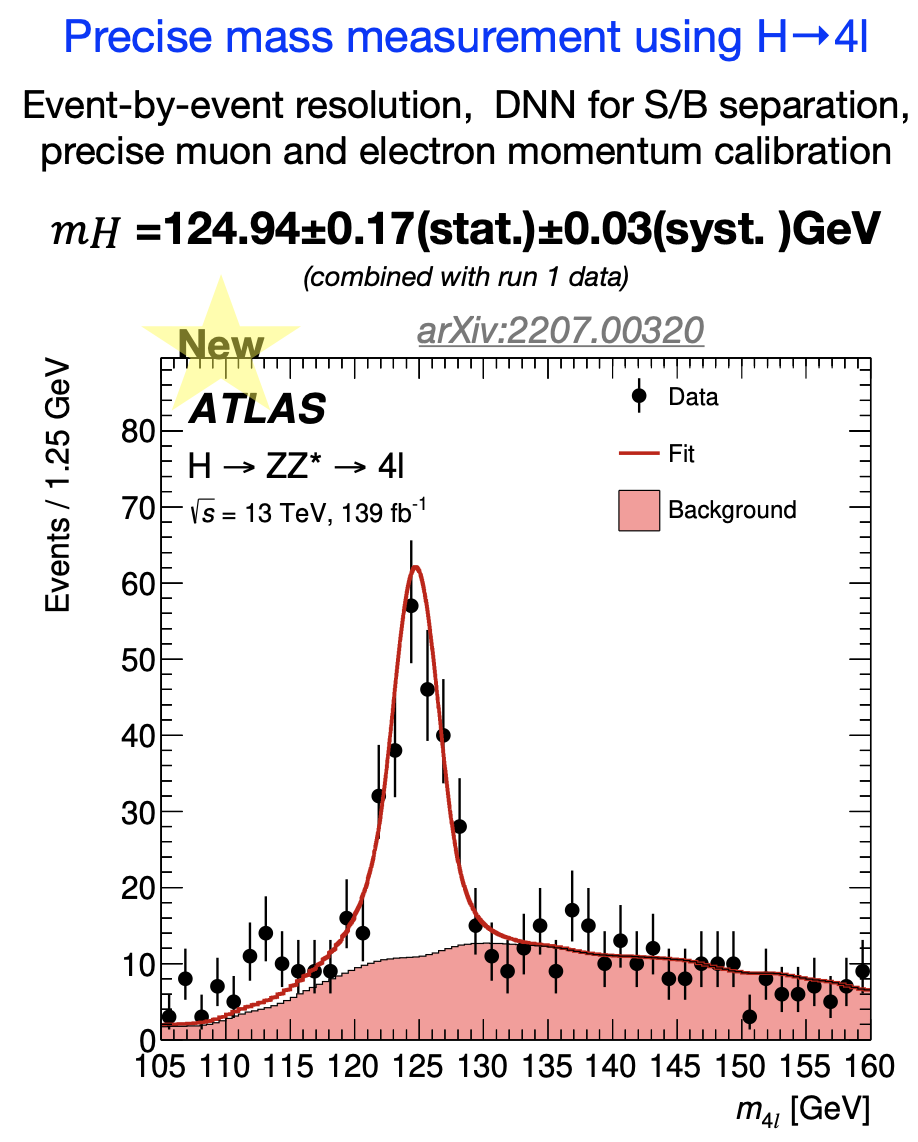 Precise mass measurement using H→4l
Event-by-event resolution,  DNN for S/B separation,
precise muon and electron momentum calibration
mH =124.94±0.17(stat.)±0.03(syst. )GeV
(combined with run 1 data)
New
arXiv:2207.00320
Events / 1.25 GeV
ATLAS
H → ZZ* → 4l
√s = 13 TeV, 139 fb⁻¹
Data
Fit
Background
80
70
60
50
40
30
20
10
0
105 110 115 120 125 130 135 140 145 150 155 160
m4l [GeV]